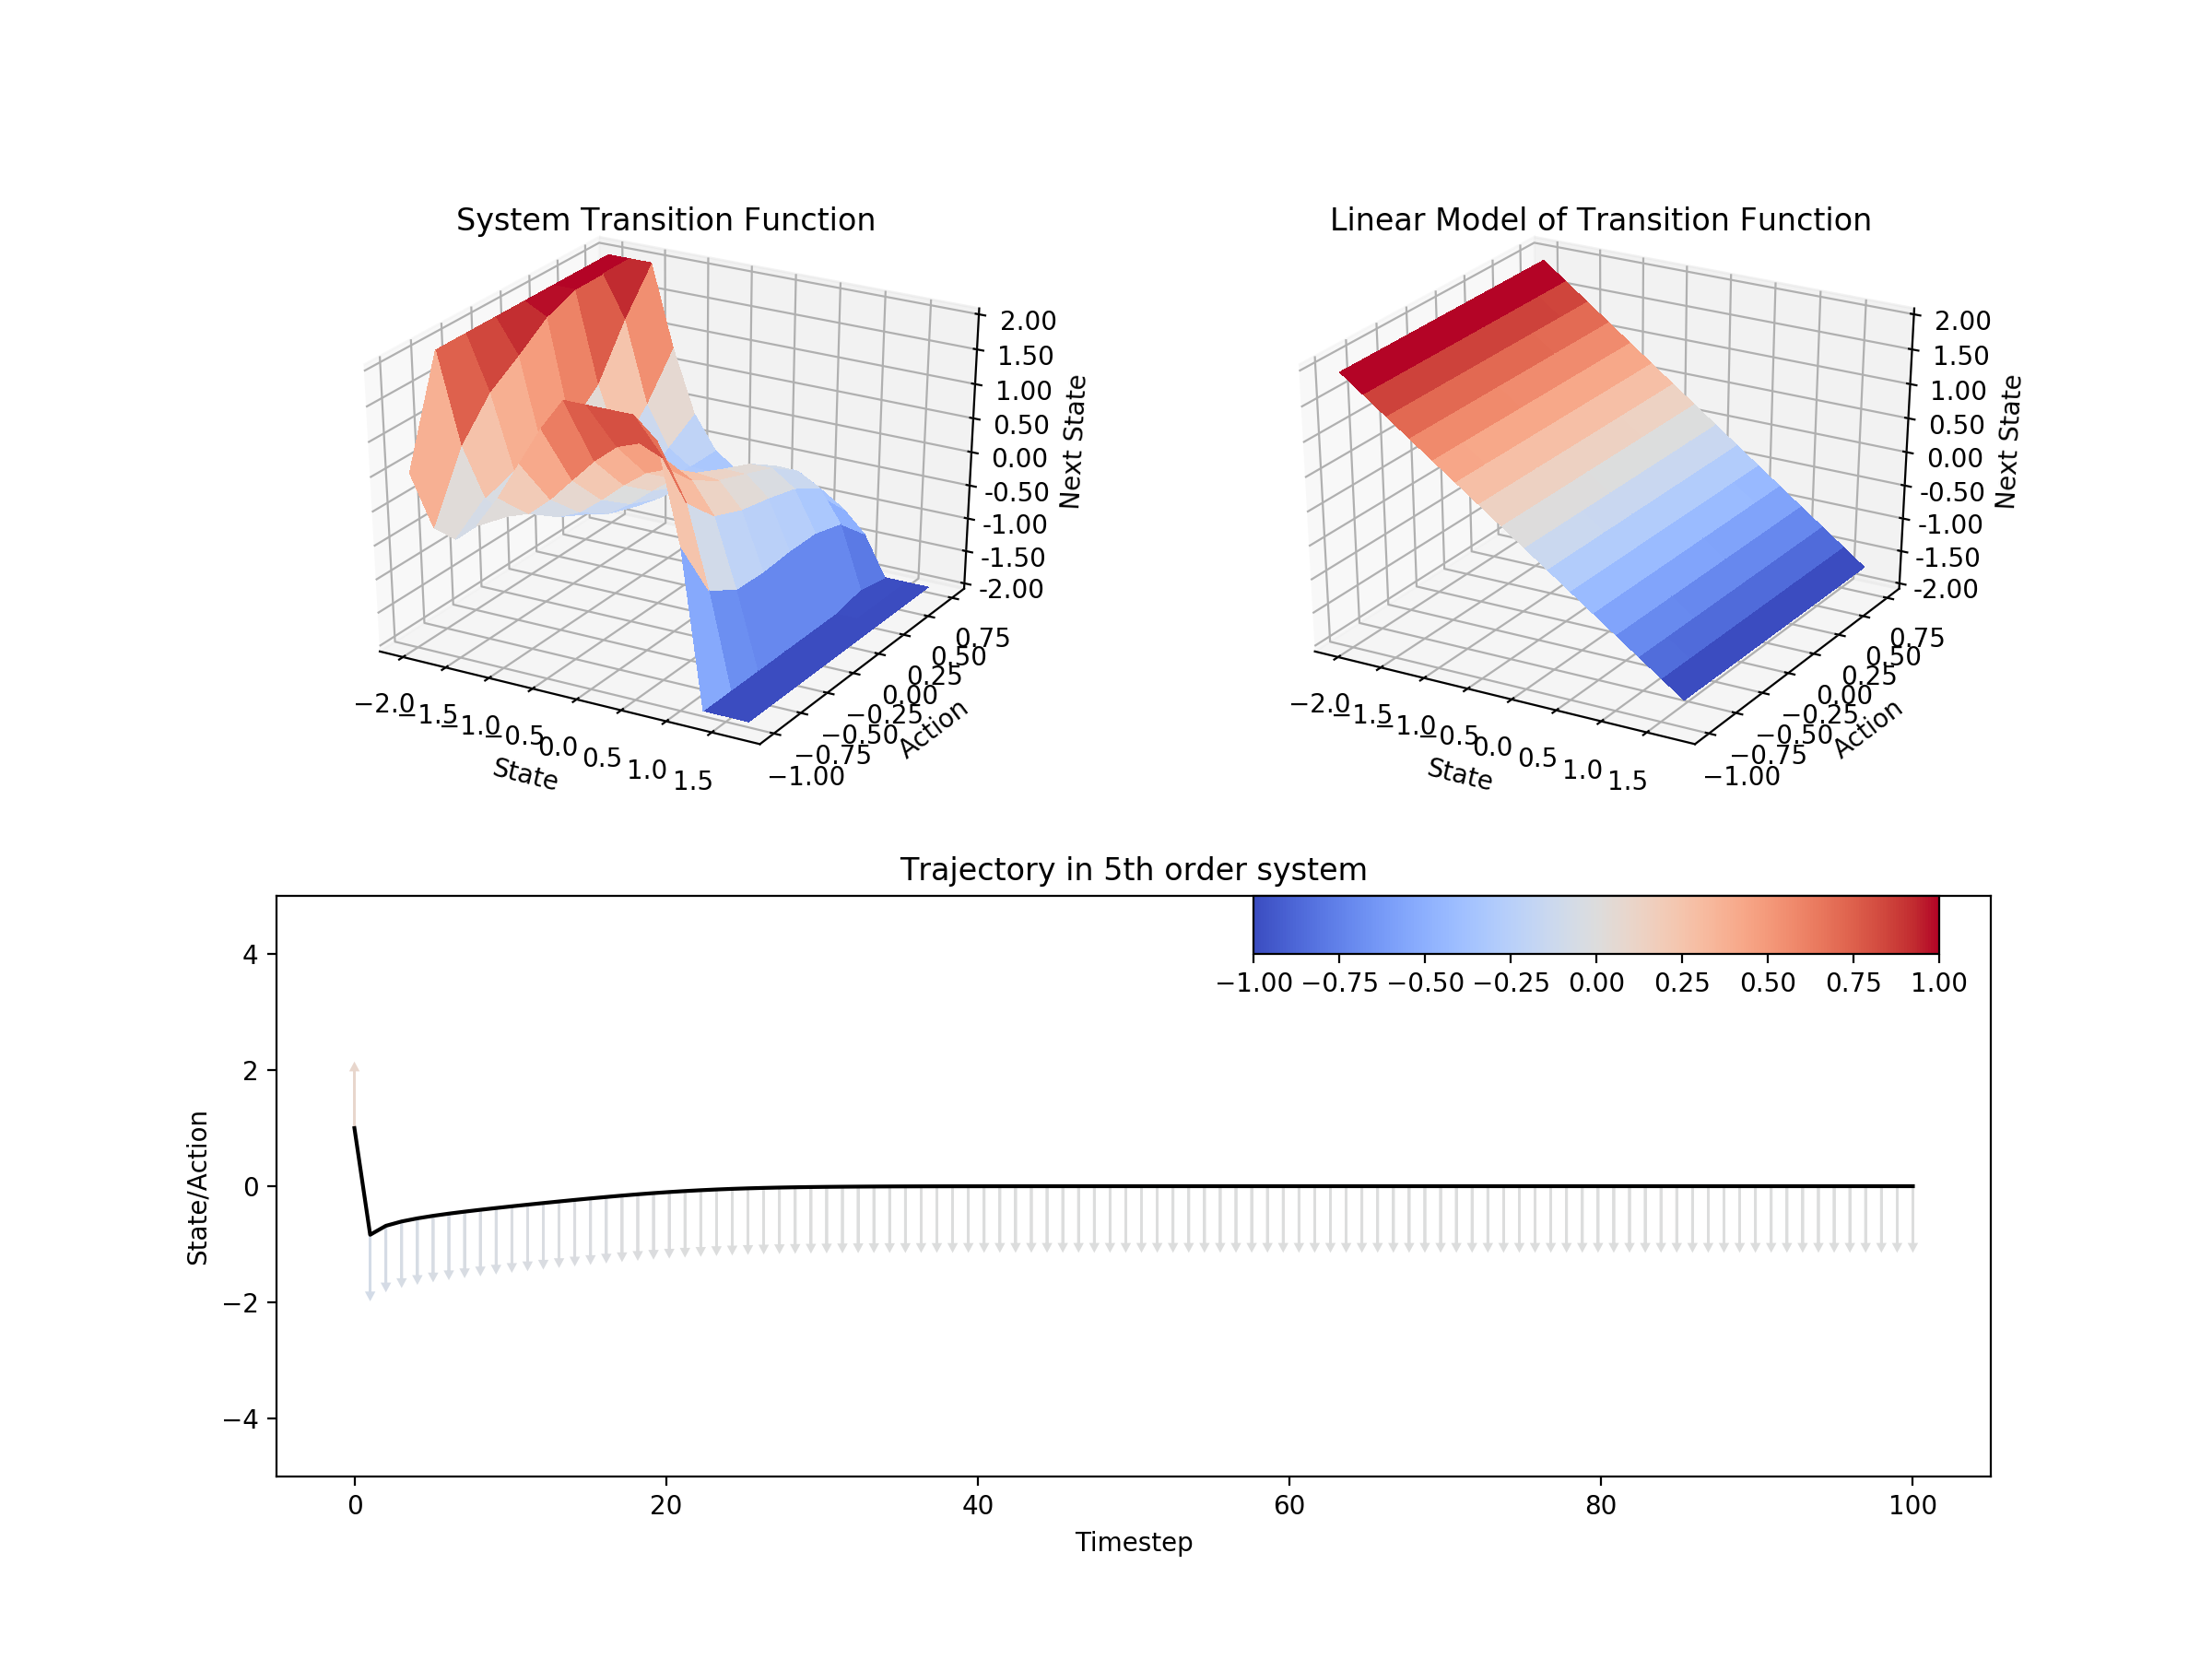 System Transition Function
2.00
1.50
1.00
0.50
0.00
-0.50
-1.00
-1.50
-2.00
Next State
−2.0 −1.5 −1.0 −0.5 0.0 0.5 1.0 1.5
State
−1.00 −0.75 −0.50 −0.25 0.00 0.25 0.50 0.75
Action
Linear Model of Transition Function
2.00
1.50
1.00
0.50
0.00
-0.50
-1.00
-1.50
-2.00
Next State
−2.0 −1.5 −1.0 −0.5 0.0 0.5 1.0 1.5
State
−1.00 −0.75 −0.50 −0.25 0.00 0.25 0.50 0.75
Action
Trajectory in 5th order system
−1.00 −0.75 −0.50 −0.25 0.00 0.25 0.50 0.75 1.00
4
2
0
−2
−4
State/Action
0 20 40 60 80 100
Timestep